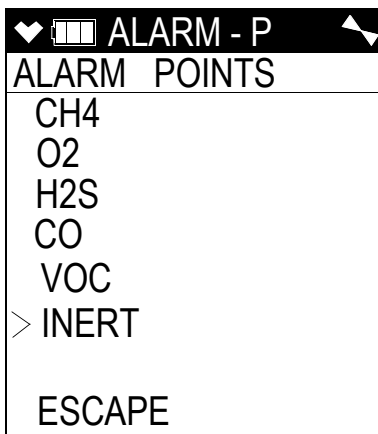 ALARM - P
ALARM POINTS
CH4
O2
H2S
CO
VOC
> INERT
ESCAPE